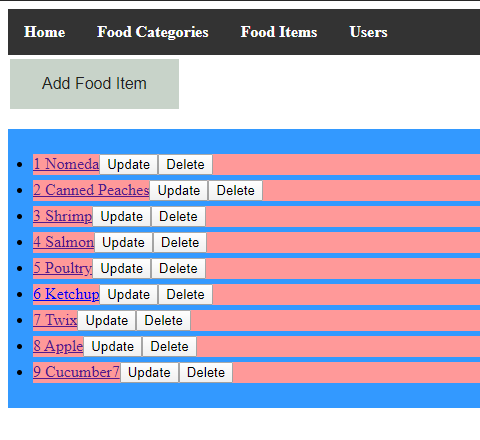 Home Food Categories Food Items Users
Add Food Item
1 Nomeda Update Delete
2 Canned Peaches Update Delete
3 Shrimp Update Delete
4 Salmon Update Delete
5 Poultry Update Delete
6 Ketchup Update Delete
7 Twix Update Delete
8 Apple Update Delete
9 Cucumber7 Update Delete